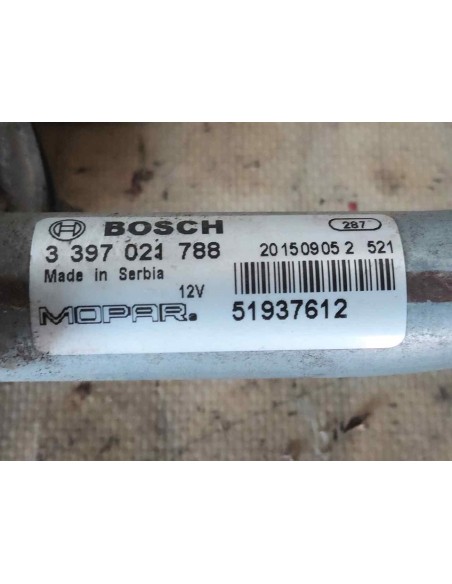 BOSCH 287
3 397 021 788 20150905 2 521
Made in Serbia
12V
MOPAR® 51937612